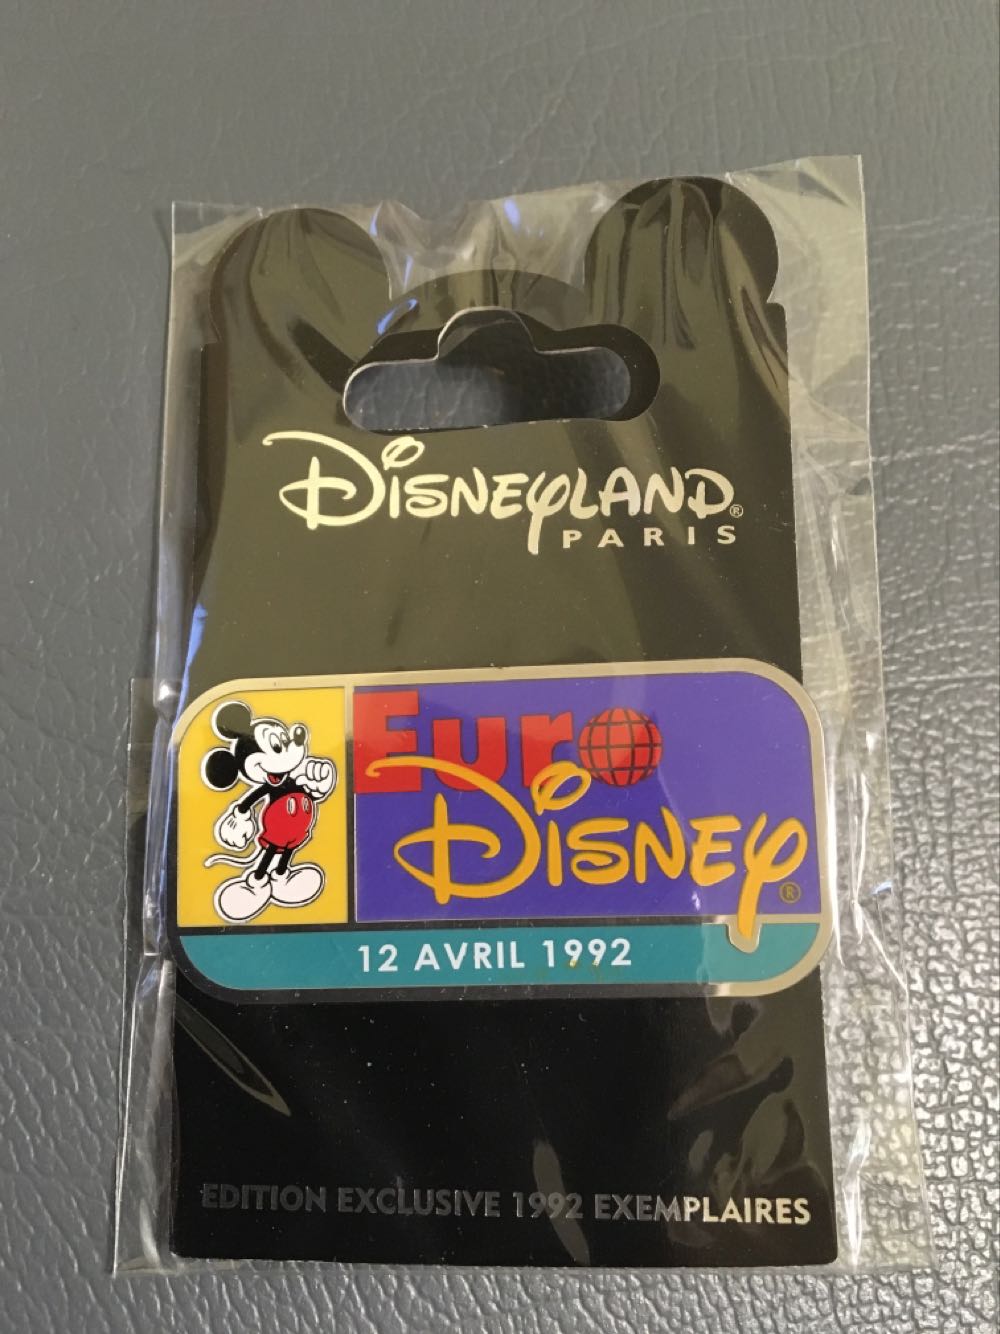 Disneyland®
PARIS
Euro
Disney®
12 AVRIL 1992
EDITION EXCLUSIVE 1992 EXEMPLAIRES